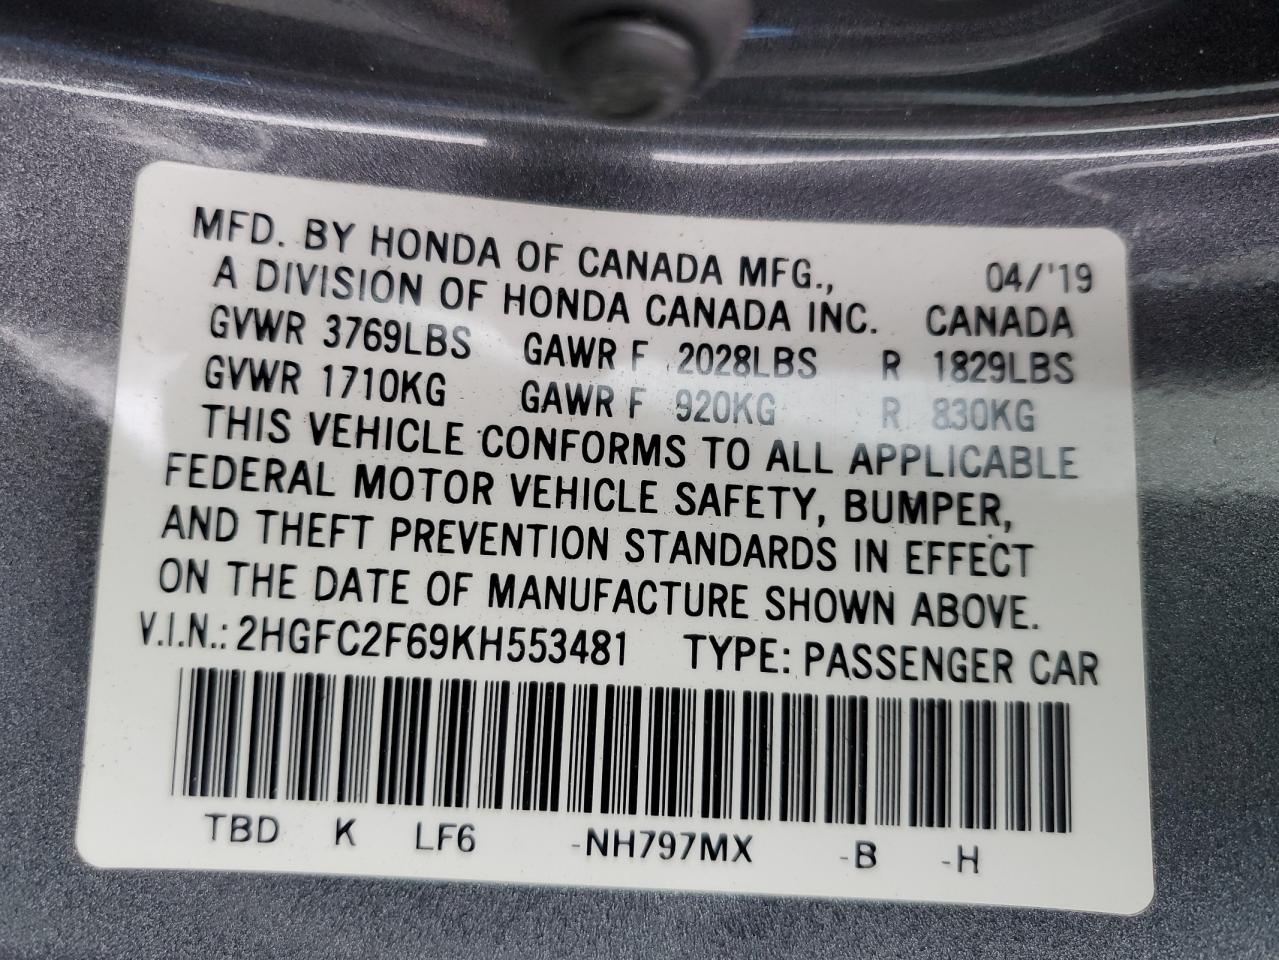 MFD. BY HONDA OF CANADA MFG., 04/'19
A DIVISION OF HONDA CANADA INC. CANADA
GVWR 3769LBS GAWR F 2028LBS R 1829LBS
GVWR 1710KG GAWR F 920KG R 830KG
THIS VEHICLE CONFORMS TO ALL APPLICABLE
FEDERAL MOTOR VEHICLE SAFETY, BUMPER,
AND THEFT PREVENTION STANDARDS IN EFFECT
ON THE DATE OF MANUFACTURE SHOWN ABOVE.
V.I.N.: 2HGFC2F69KH553481 TYPE: PASSENGER CAR
TBD K LF6 -NH797MX -B -H